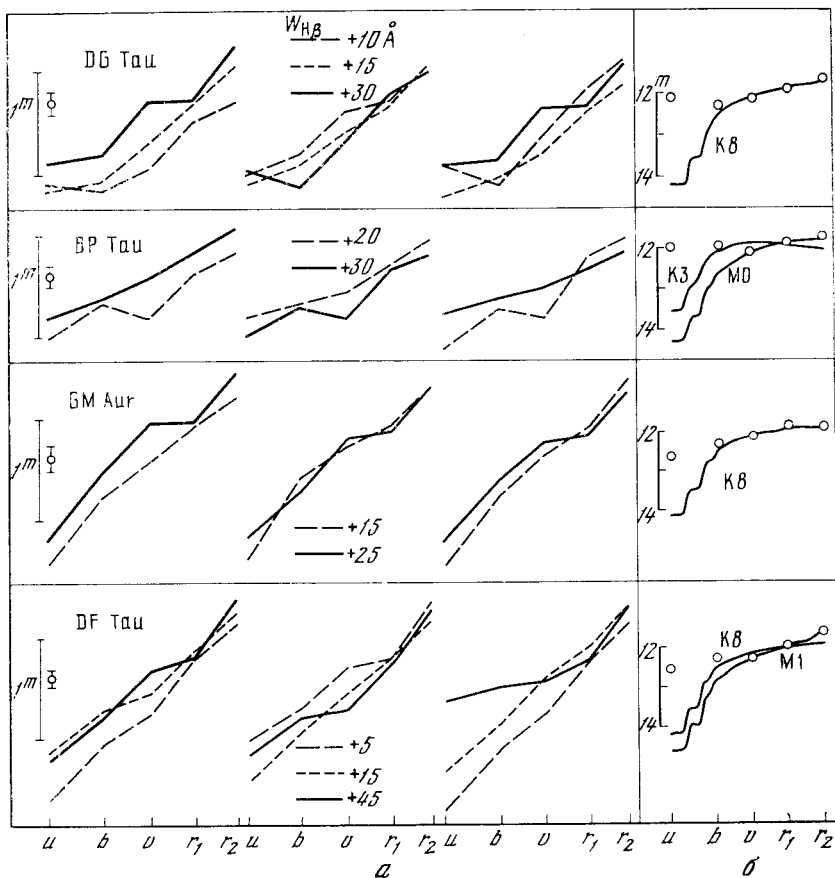 W_Hβ
DG Tau
+10 Å
+15
+30
1^m
12^m
14
K8
BP Tau
+20
+30
1^m
12
14
K3
M0
GM Aur
+15
+25
1^m
12
14
K8
DF Tau
+5
+15
+45
1^m
12
14
K8
M1
u b v r₁ r₂ u b v r₁ r₂ u b v r₁ r₂ u b v r₁ r₂
а б